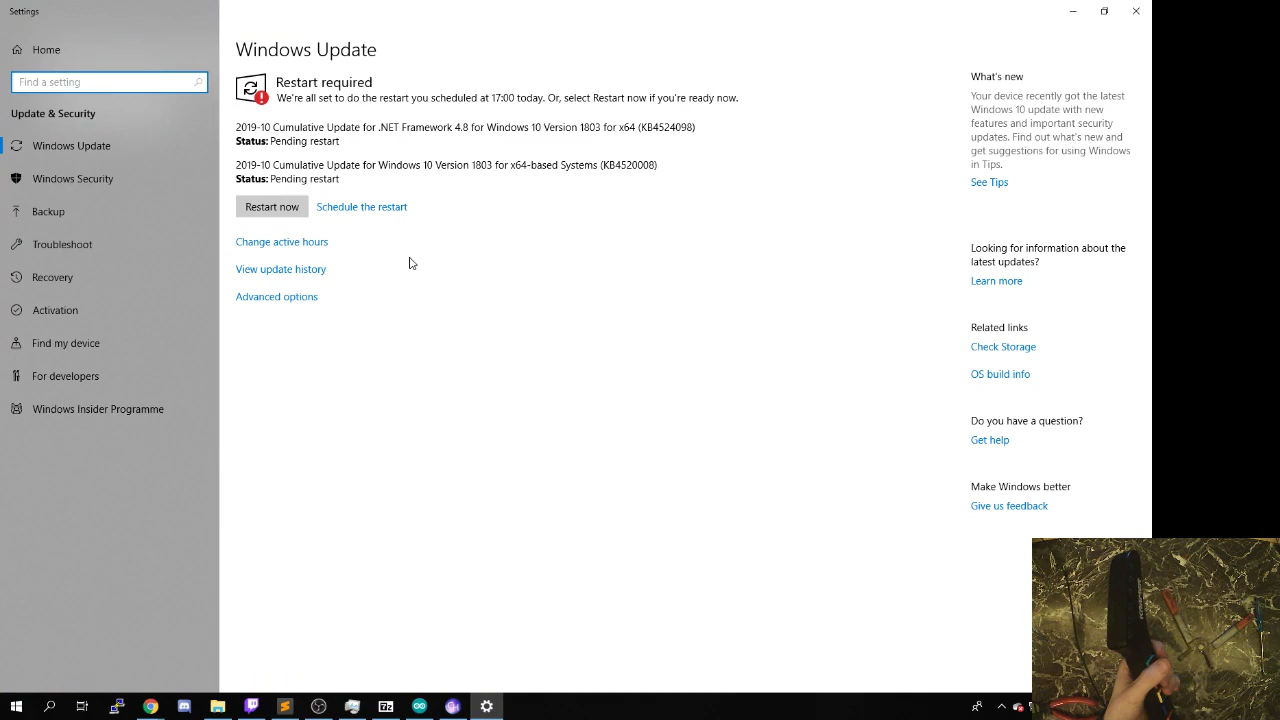 Settings
Home
Find a setting
Update & Security
Windows Update
Windows Security
Backup
Troubleshoot
Recovery
Activation
Find my device
For developers
Windows Insider Programme
Windows Update
Restart required
We're all set to do the restart you scheduled at 17:00 today. Or, select Restart now if you're ready now.
2019-10 Cumulative Update for .NET Framework 4.8 for Windows 10 Version 1803 for x64 (KB4524098)
Status: Pending restart
2019-10 Cumulative Update for Windows 10 Version 1803 for x64-based Systems (KB4520008)
Status: Pending restart
Restart now
Schedule the restart
Change active hours
View update history
Advanced options
What's new
Your device recently got the latest
Windows 10 update with new
features and important security
updates. Find out what's new and
get suggestions for using Windows
in Tips.
See Tips
Looking for information about the
latest updates?
Learn more
Related links
Check Storage
OS build info
Do you have a question?
Get help
Make Windows better
Give us feedback